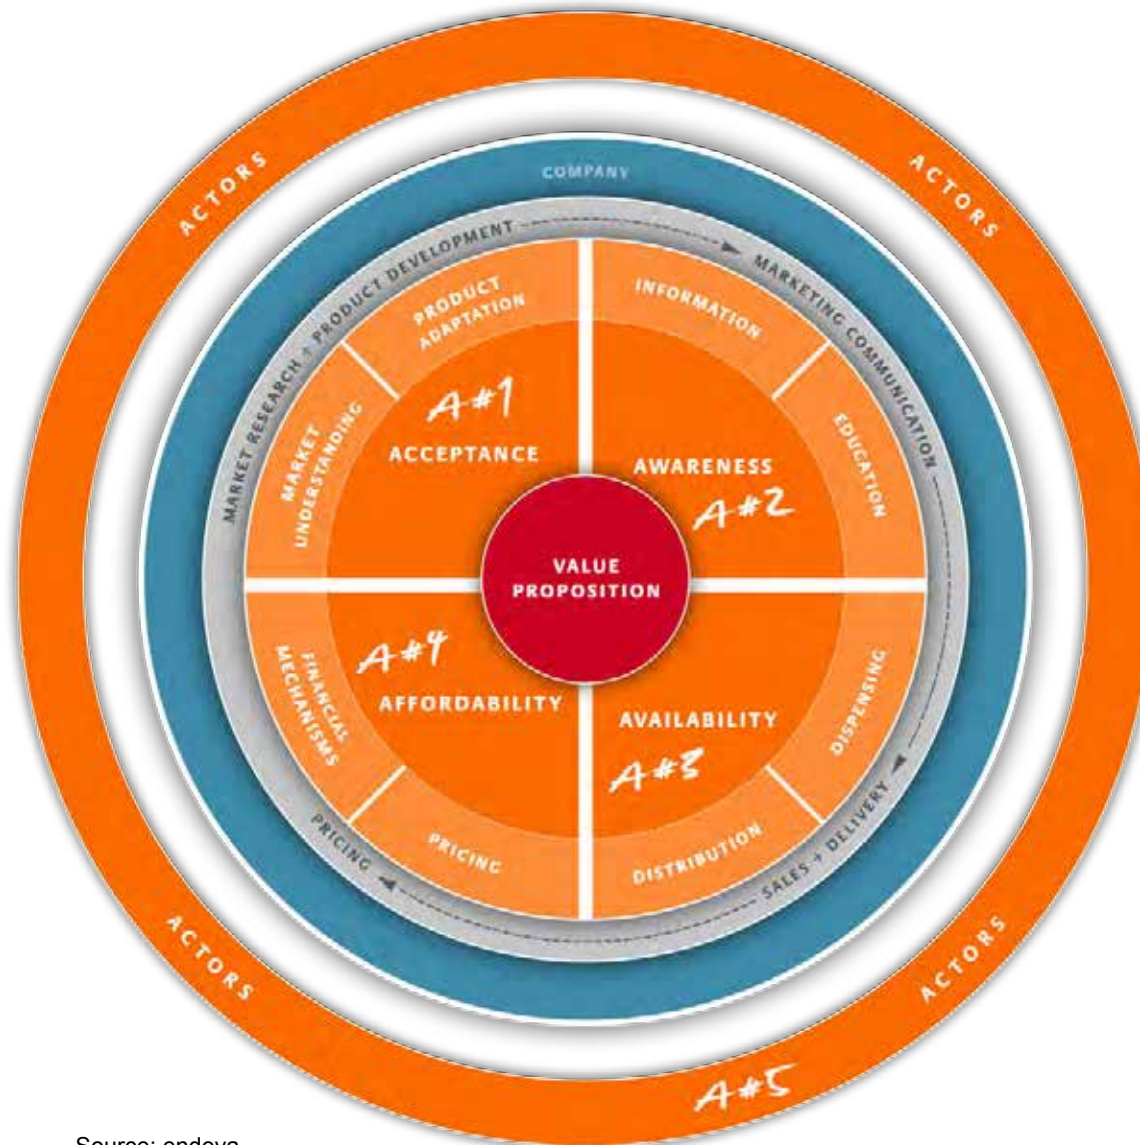 ACTORS
ACTORS
COMPANY
MARKET RESEARCH + PRODUCT DEVELOPMENT
MARKETING COMMUNICATION
PRODUCT
ADAPTATION
INFORMATION
MARKET
UNDERSTANDING
EDUCATION
A#1
ACCEPTANCE
AWARENESS
A#2
VALUE
PROPOSITION
A#4
AFFORDABILITY
AVAILABILITY
A#3
FINANCIAL
MECHANISMS
DISPENSING
PRICING
PRICING
DISTRIBUTION
SALES + DELIVERY
ACTORS
ACTORS
A#5
Source: endeva